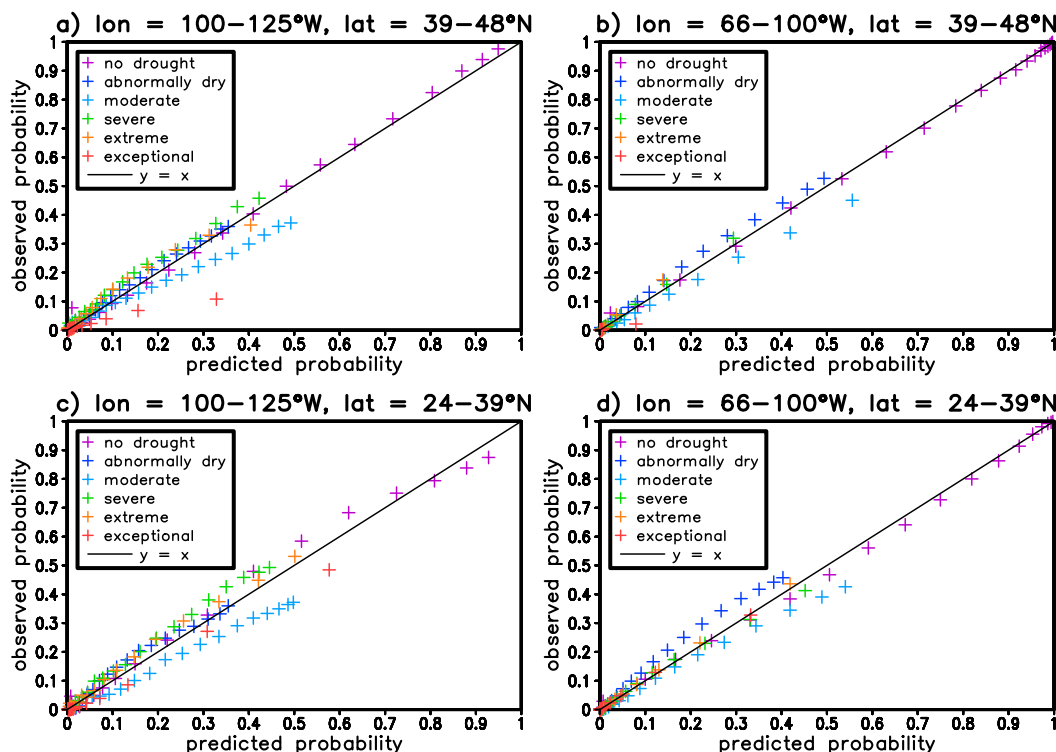 a) lon = 100-125°W, lat = 39-48°N
observed probability
1
0.9
0.8
0.7
0.6
0.5
0.4
0.3
0.2
0.1
0
no drought
abnormally dry
moderate
severe
extreme
exceptional
y = x
0 0.1 0.2 0.3 0.4 0.5 0.6 0.7 0.8 0.9 1
predicted probability
b) lon = 66-100°W, lat = 39-48°N
observed probability
1
0.9
0.8
0.7
0.6
0.5
0.4
0.3
0.2
0.1
0
no drought
abnormally dry
moderate
severe
extreme
exceptional
y = x
0 0.1 0.2 0.3 0.4 0.5 0.6 0.7 0.8 0.9 1
predicted probability
c) lon = 100-125°W, lat = 24-39°N
observed probability
1
0.9
0.8
0.7
0.6
0.5
0.4
0.3
0.2
0.1
0
no drought
abnormally dry
moderate
severe
extreme
exceptional
y = x
0 0.1 0.2 0.3 0.4 0.5 0.6 0.7 0.8 0.9 1
predicted probability
d) lon = 66-100°W, lat = 24-39°N
observed probability
1
0.9
0.8
0.7
0.6
0.5
0.4
0.3
0.2
0.1
0
no drought
abnormally dry
moderate
severe
extreme
exceptional
y = x
0 0.1 0.2 0.3 0.4 0.5 0.6 0.7 0.8 0.9 1
predicted probability